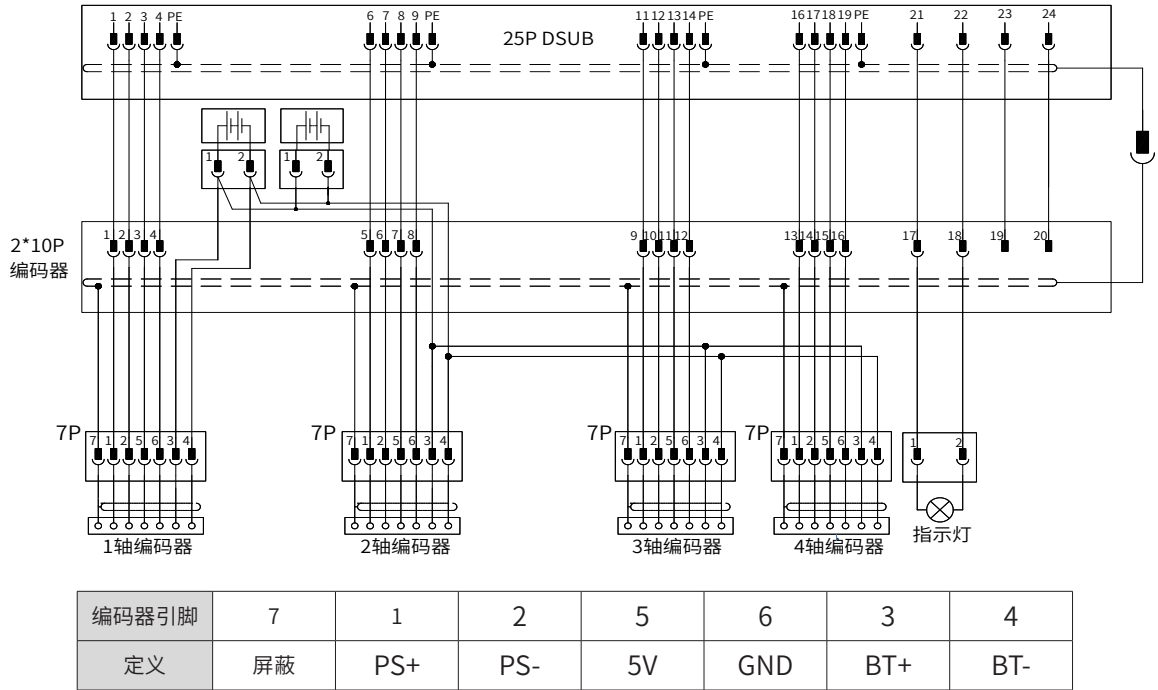 1 2 3 4 PE 6 7 8 9 PE 11 12 13 14 PE 16 17 18 19 PE 21 22 23 24
25P DSUB
1 2 1 2
2*10P
编码器
1 2 3 4 5 6 7 8 9 10 11 12 13 14 15 16 17 18 19 20
7P 7P 7P 7P
7 1 2 5 6 3 4 7 1 2 5 6 3 4 7 1 2 5 6 3 4 7 1 2 5 6 3 4 1 2
1轴编码器 2轴编码器 3轴编码器 4轴编码器 指示灯
编码器引脚 7 1 2 5 6 3 4
定义 屏蔽 PS+ PS- 5V GND BT+ BT-